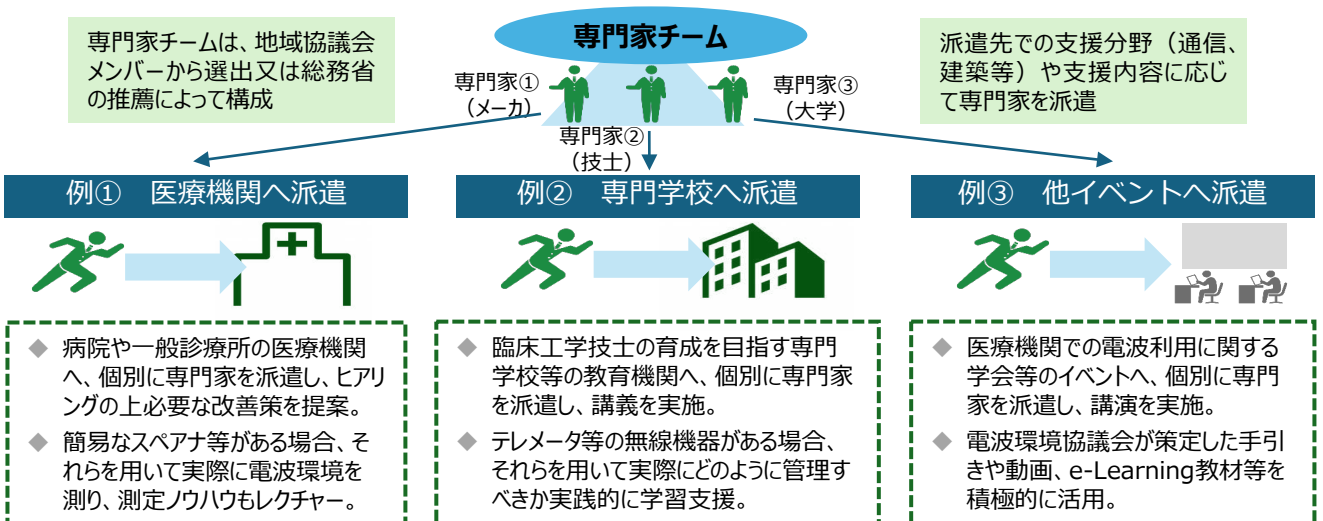 専門家チームは、地域協議会
メンバーから選出又は総務省
の推薦によって構成
専門家チーム
専門家①
（メーカ）
専門家②
（技士）
専門家③
（大学）
派遣先での支援分野（通信、
建築等）や支援内容に応じ
て専門家を派遣
例①　医療機関へ派遣
◆ 病院や一般診療所の医療機関
へ、個別に専門家を派遣し、ヒアリ
ングの上必要な改善策を提案。
◆ 簡易なスペアナ等がある場合、そ
れらを用いて実際に電波環境を
測り、測定ノウハウもレクチャー。
例②　専門学校へ派遣
◆ 臨床工学技士の育成を目指す専門
学校等の教育機関へ、個別に専門家
を派遣し、講義を実施。
◆ テレメータ等の無線機器がある場合、
それらを用いて実際にどのように管理す
べきか実践的に学習支援。
例③　他イベントへ派遣
◆ 医療機関での電波利用に関する
学会等のイベントへ、個別に専門
家を派遣し、講演を実施。
◆ 電波環境協議会が策定した手引
きや動画、e-Learning教材等を
積極的に活用。